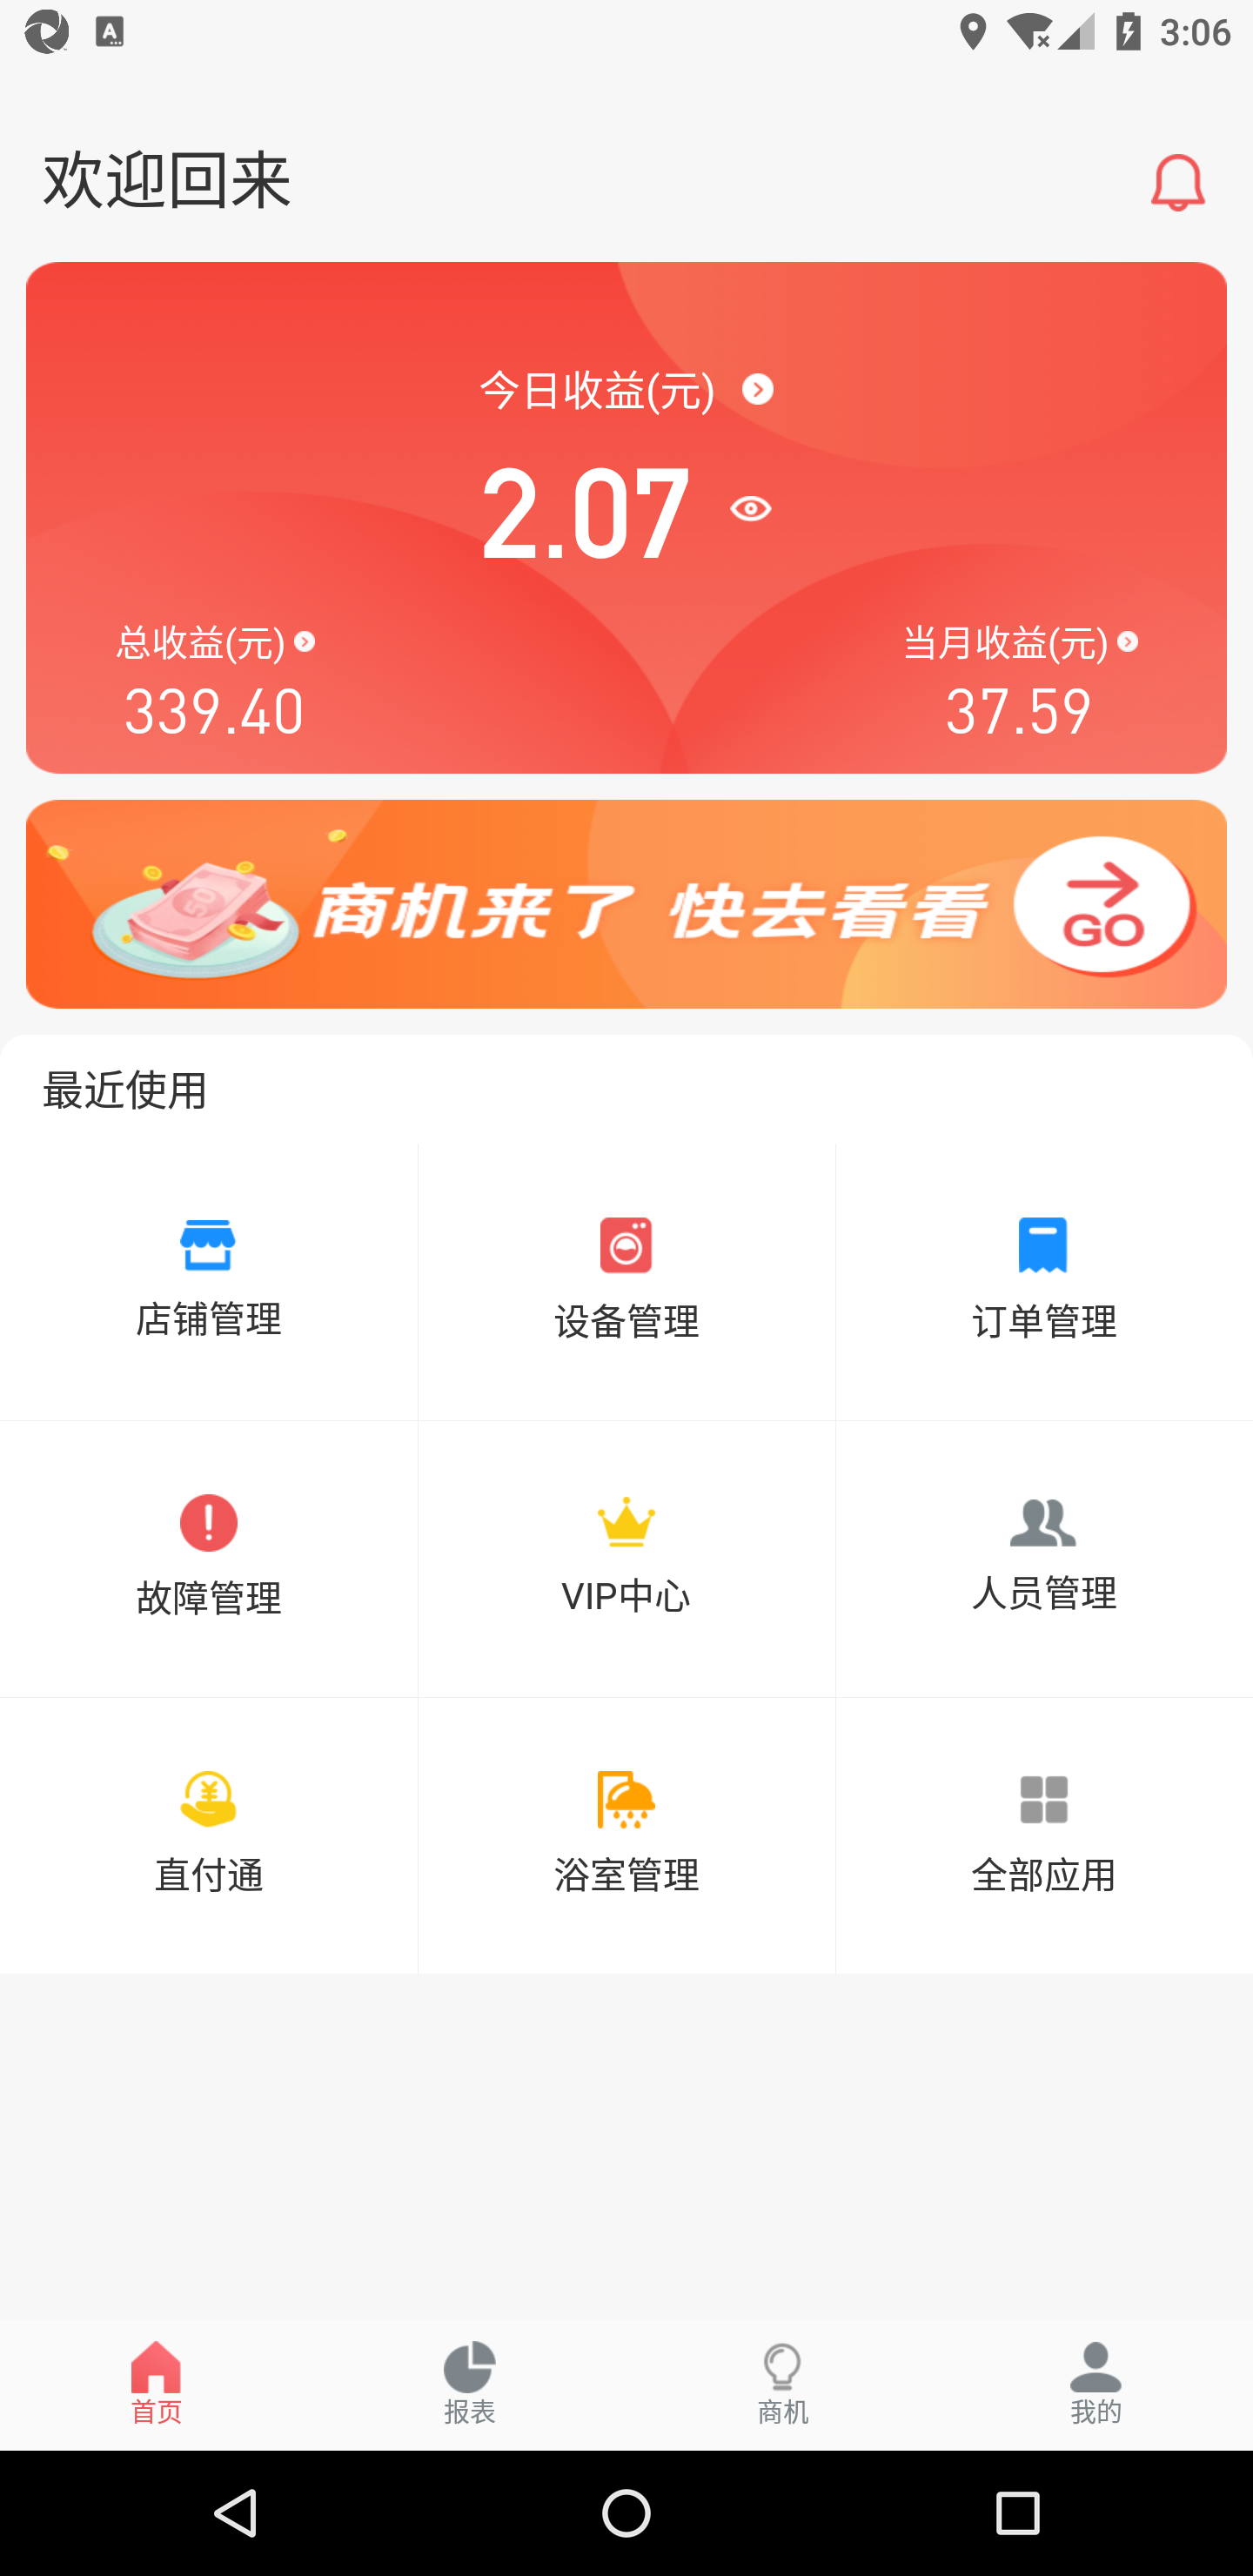 3:06
欢迎回来
今日收益(元)
2.07
总收益(元)
当月收益(元)
339.40
37.59
商机来了 快去看看
GO
最近使用
店铺管理
设备管理
订单管理
故障管理
VIP中心
人员管理
直付通
浴室管理
全部应用
首页
报表
商机
我的